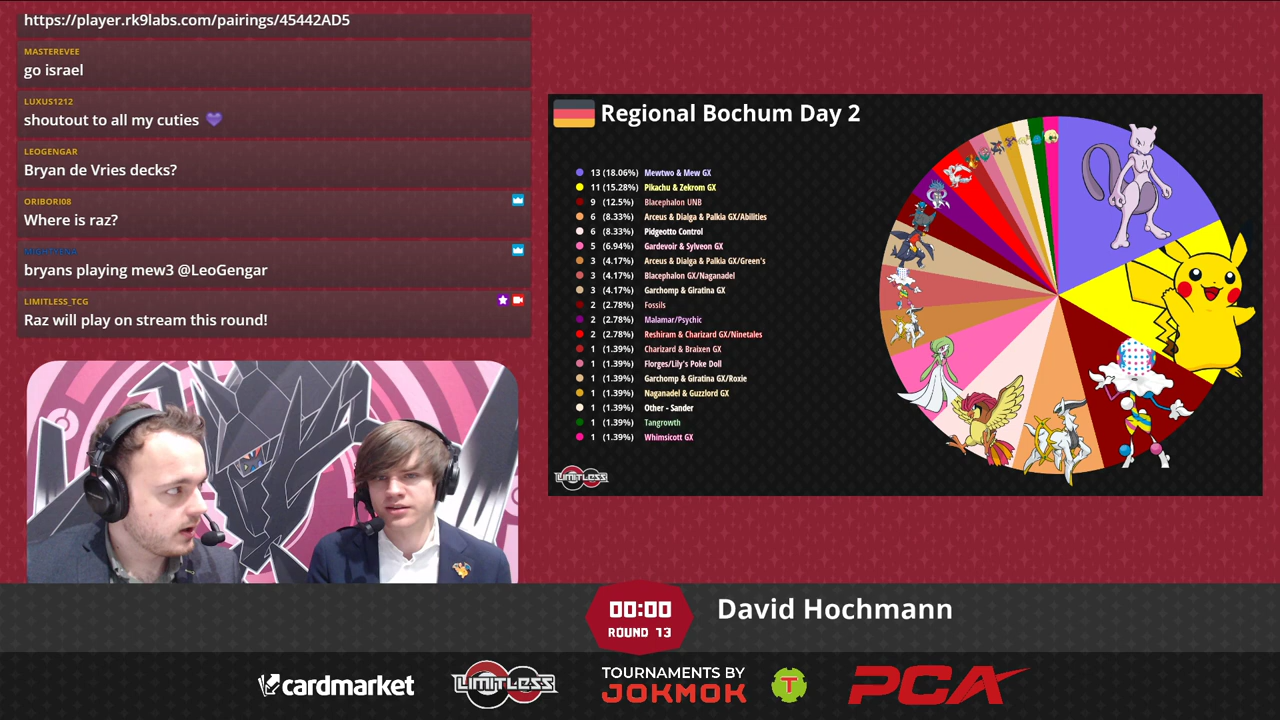 https://player.rk9labs.com/pairings/45442AD5
MASTEREVEE
go israel
LUXUS1212
shoutout to all my cuties
LEOGENGAR
Bryan de Vries decks?
ORIBORI08
Where is raz?
bryans playing mew3 @LeoGengar
LIMITLESS_TCG
Raz will play on stream this round!
Regional Bochum Day 2
13 (18.06%) Mewtwo & Mew GX
11 (15.28%) Pikachu & Zekrom GX
9 (12.5%) Blacephalon UNB
6 (8.33%) Arceus & Dialga & Palkia GX/Abilities
6 (8.33%) Pidgeotto Control
5 (6.94%) Gardevoir & Sylveon GX
3 (4.17%) Arceus & Dialga & Palkia GX/Green's
3 (4.17%) Blacephalon GX/Naganadel
3 (4.17%) Garchomp & Giratina GX
2 (2.78%) Fossils
2 (2.78%) Malamar/Psychic
2 (2.78%) Reshiram & Charizard GX/Ninetales
1 (1.39%) Charizard & Braixen GX
1 (1.39%) Florges/Lily's Poke Doll
1 (1.39%) Garchomp & Giratina GX/Roxie
1 (1.39%) Naganadel & Guzzlord GX
1 (1.39%) Other - Sander
1 (1.39%) Tangrowth
1 (1.39%) Whimsicott GX
LIMITLESS
00:00
ROUND 13
David Hochmann
cardmarket
LIMITLESS
TOURNAMENTS BY
JOKMOK
T
PCA